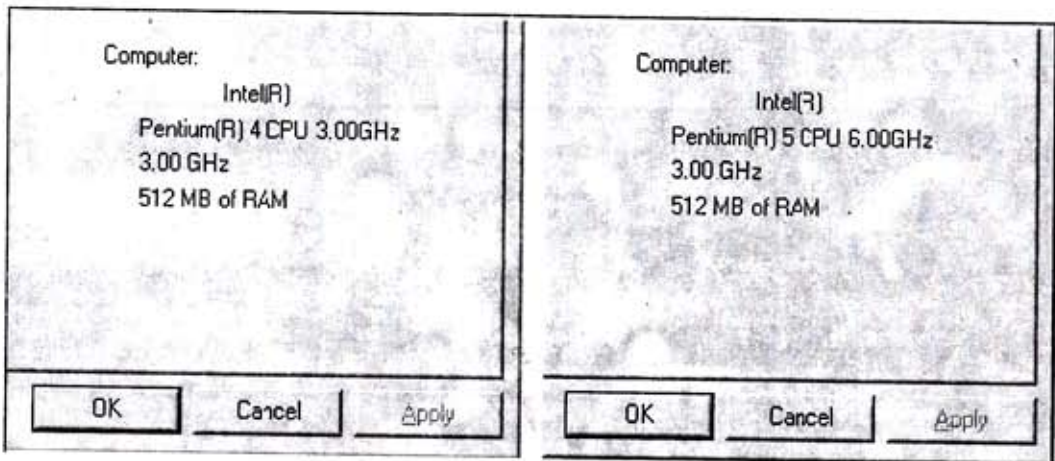 Computer:
Intel(R)
Pentium(R) 4 CPU 3.00GHz
3.00 GHz
512 MB of RAM
OK
Cancel
Apply
Computer:
Intel(R)
Pentium(R) 5 CPU 6.00GHz
3.00 GHz
512 MB of RAM
OK
Cancel
Apply